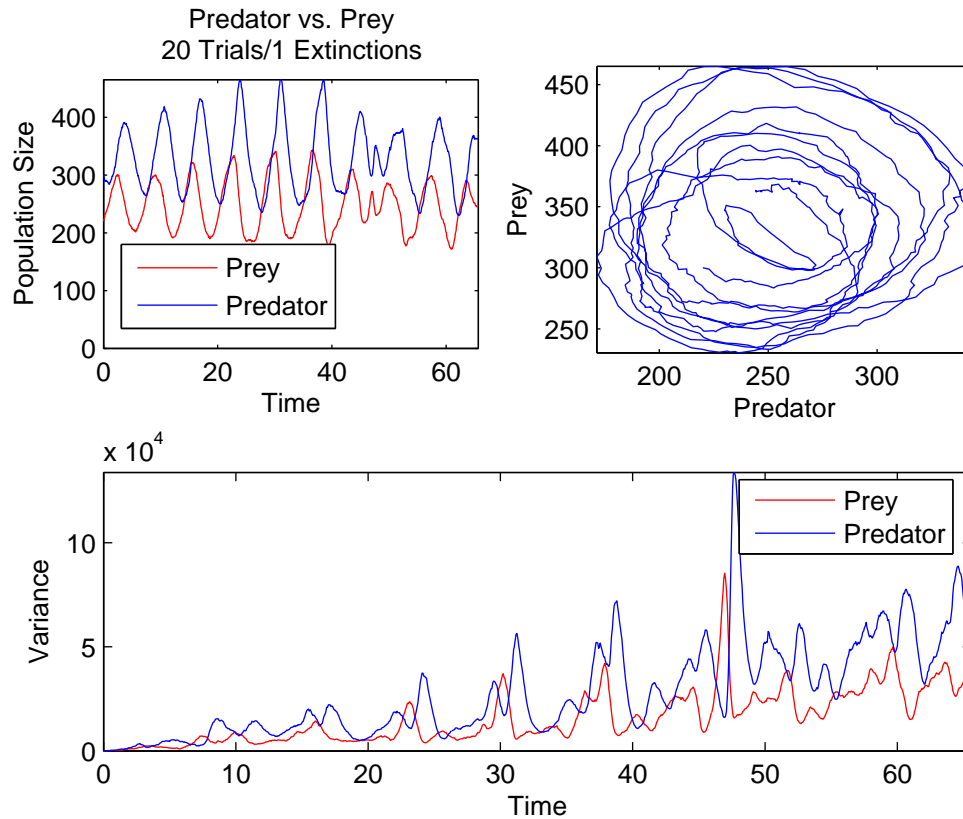 Predator vs. Prey
20 Trials/1 Extinctions
Population Size
400
300
200
100
0
Prey
Predator
0 20 40 60
Time
Prey
450
400
350
300
250
200 250 300
Predator
x 10^4
Variance
10
5
0
Prey
Predator
0 10 20 30 40 50 60
Time